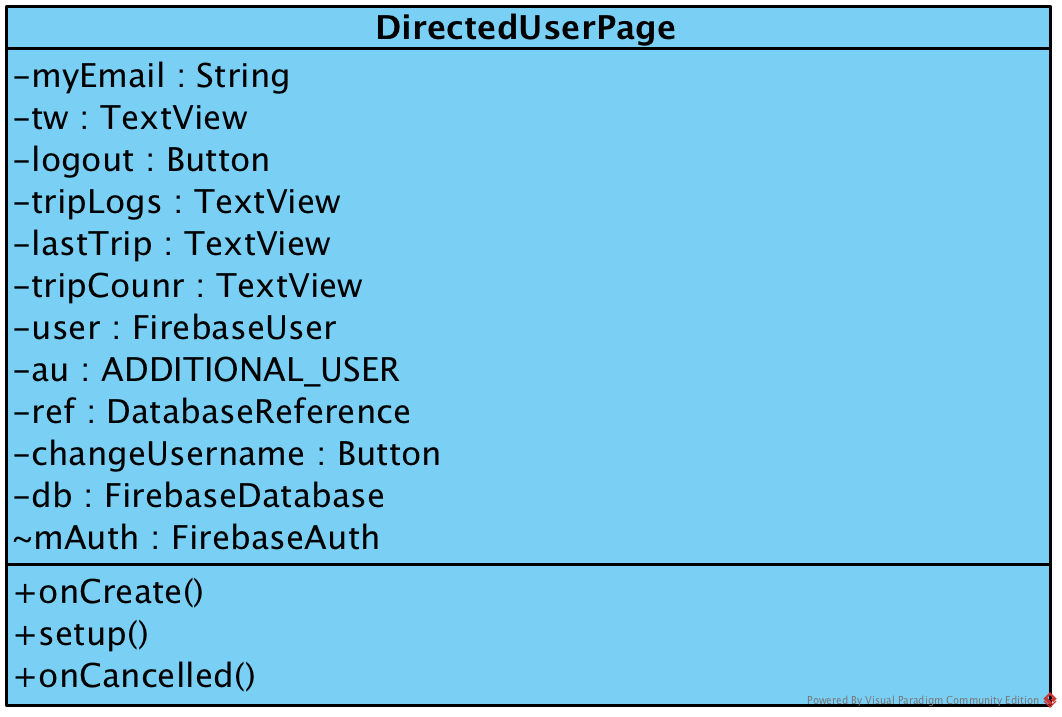 DirectedUserPage
-myEmail : String
-tw : TextView
-logout : Button
-tripLogs : TextView
-lastTrip : TextView
-tripCounr : TextView
-user : FirebaseUser
-au : ADDITIONAL_USER
-ref : DatabaseReference
-changeUsername : Button
-db : FirebaseDatabase
~mAuth : FirebaseAuth
+onCreate()
+setup()
+onCancelled()
Powered By Visual Paradigm Community Edition